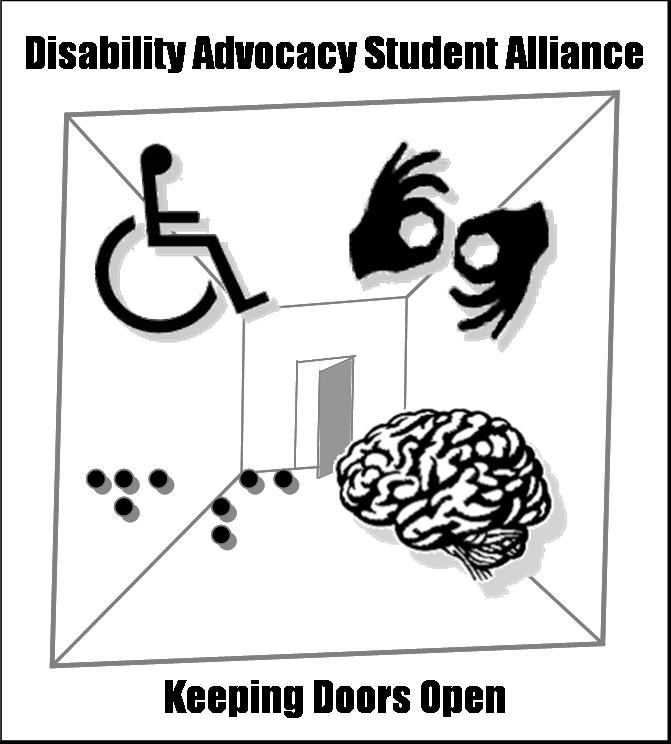 Disability Advocacy Student Alliance
⠙⠁⠎⠁
Keeping Doors Open